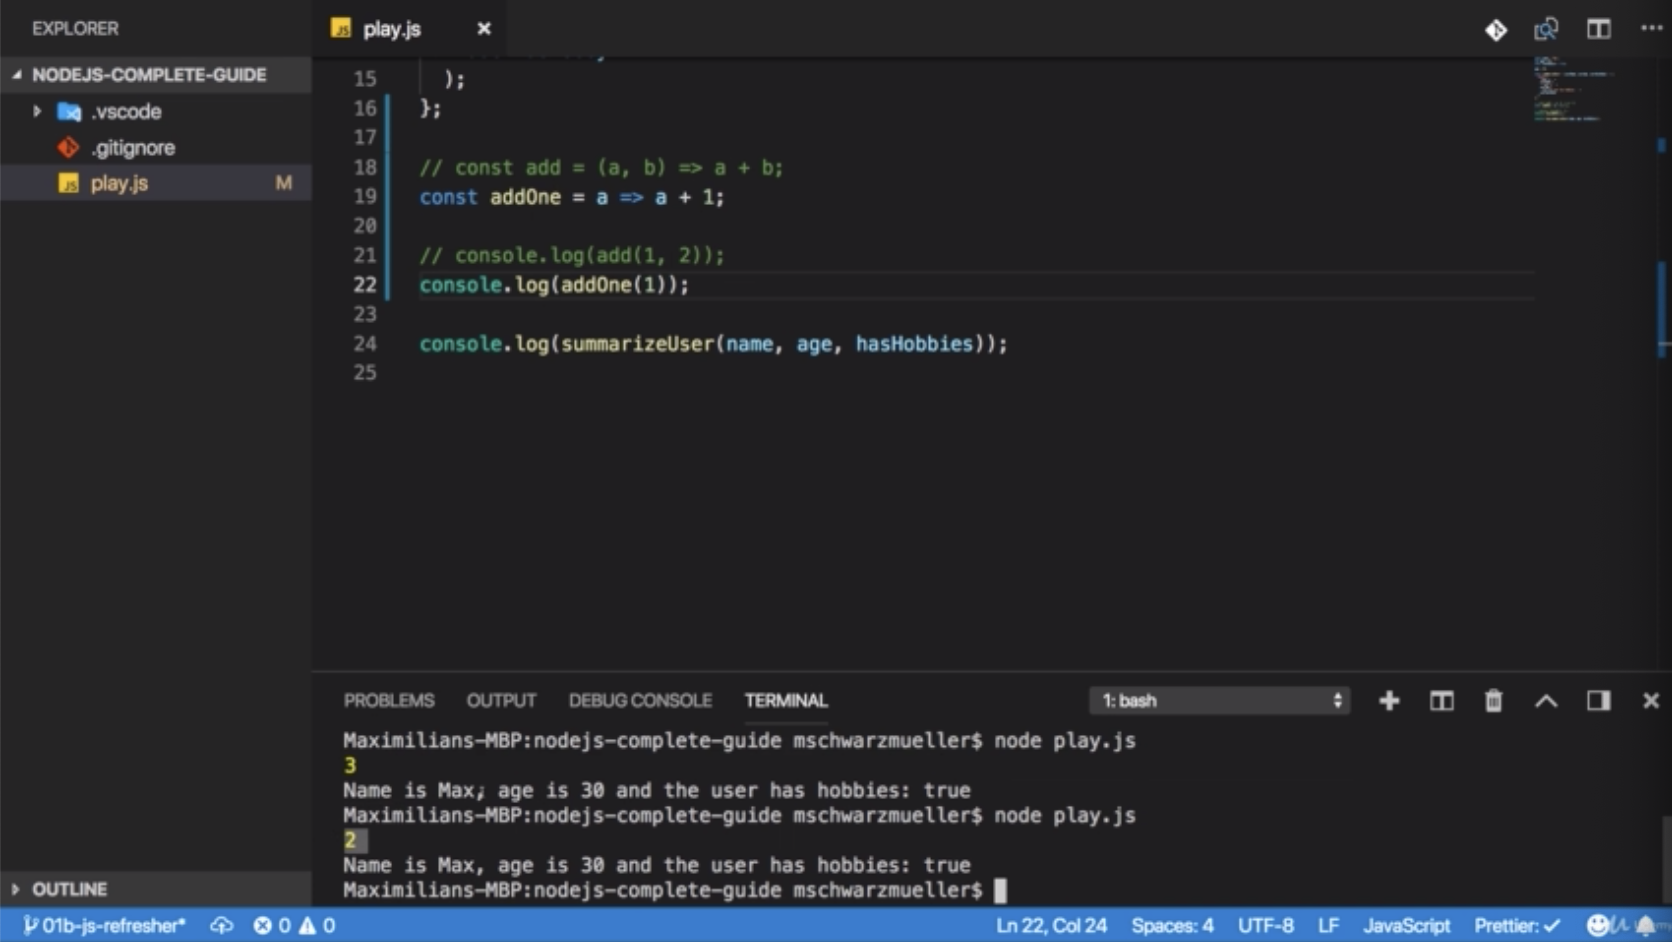 EXPLORER
play.js
NODEJS-COMPLETE-GUIDE
.vscode
.gitignore
play.js M
15 );
16 };
17
18 // const add = (a, b) => a + b;
19 const addOne = a => a + 1;
20
21 // console.log(add(1, 2));
22 console.log(addOne(1));
23
24 console.log(summarizeUser(name, age, hasHobbies));
25
PROBLEMS OUTPUT DEBUG CONSOLE TERMINAL 1: bash
Maximilians-MBP:nodejs-complete-guide mschwarzmueller$ node play.js
3
Name is Max, age is 30 and the user has hobbies: true
Maximilians-MBP:nodejs-complete-guide mschwarzmueller$ node play.js
2
Name is Max, age is 30 and the user has hobbies: true
Maximilians-MBP:nodejs-complete-guide mschwarzmueller$
OUTLINE
01b-js-refresher* 0 0 Ln 22, Col 24 Spaces: 4 UTF-8 LF JavaScript Prettier: ✓